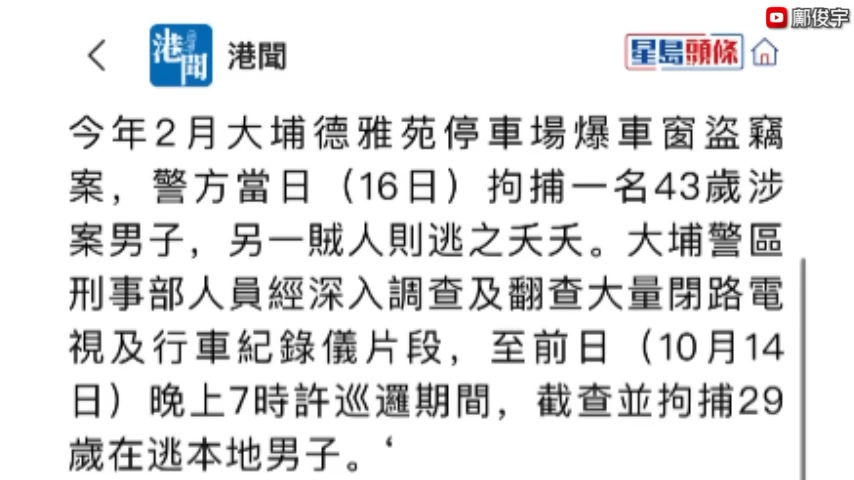 鄺俊宇
港聞
港聞
星島頭條
今年2月大埔德雅苑停車場爆車窗盜竊
案，警方當日（16日）拘捕一名43歲涉
案男子，另一賊人則逃之夭夭。大埔警區
刑事部人員經深入調查及翻查大量閉路電
視及行車紀錄儀片段，至前日（10月14
日）晚上7時許巡邏期間，截查並拘捕29
歲在逃本地男子。‘